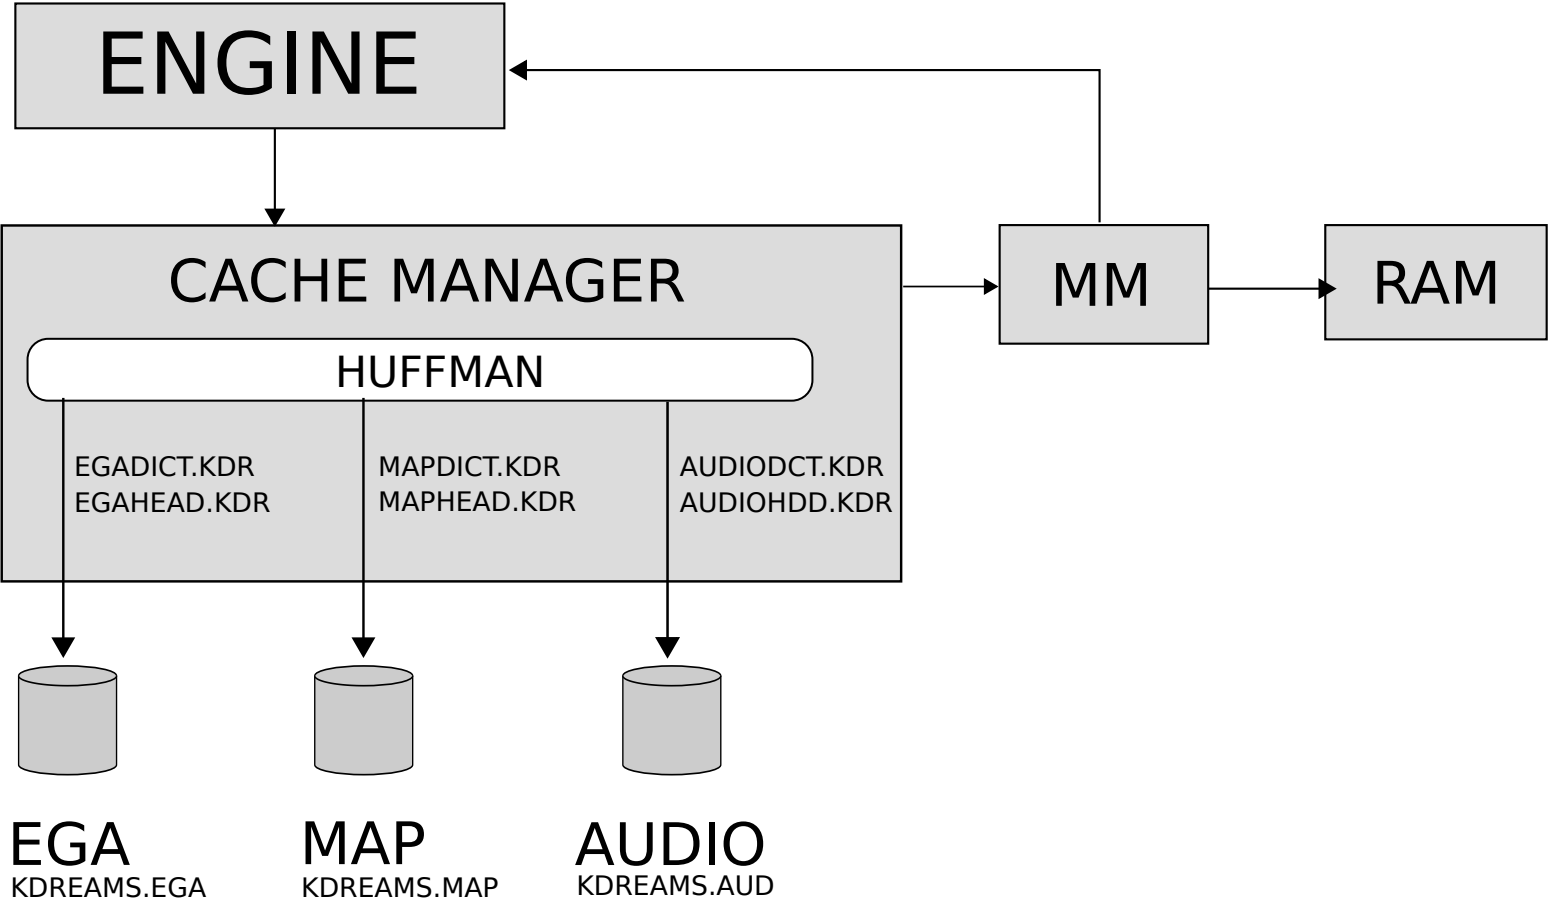 ENGINE
CACHE MANAGER
MM
RAM
HUFFMAN
EGADICT.KDR
EGAHEAD.KDR
MAPDICT.KDR
MAPHEAD.KDR
AUDIODCT.KDR
AUDIOHDD.KDR
EGA
KDREAMS.EGA
MAP
KDREAMS.MAP
AUDIO
KDREAMS.AUD